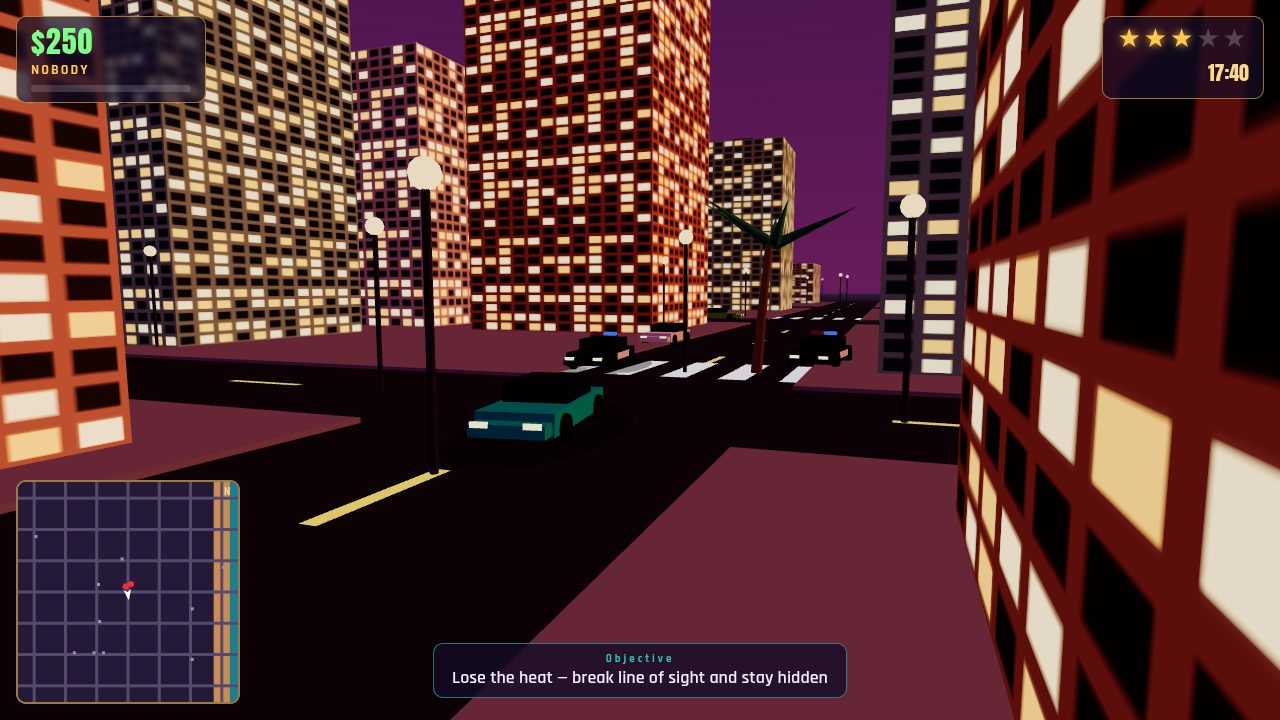 $250
NOBODY
17:40
N
Objective
Lose the heat — break line of sight and stay hidden